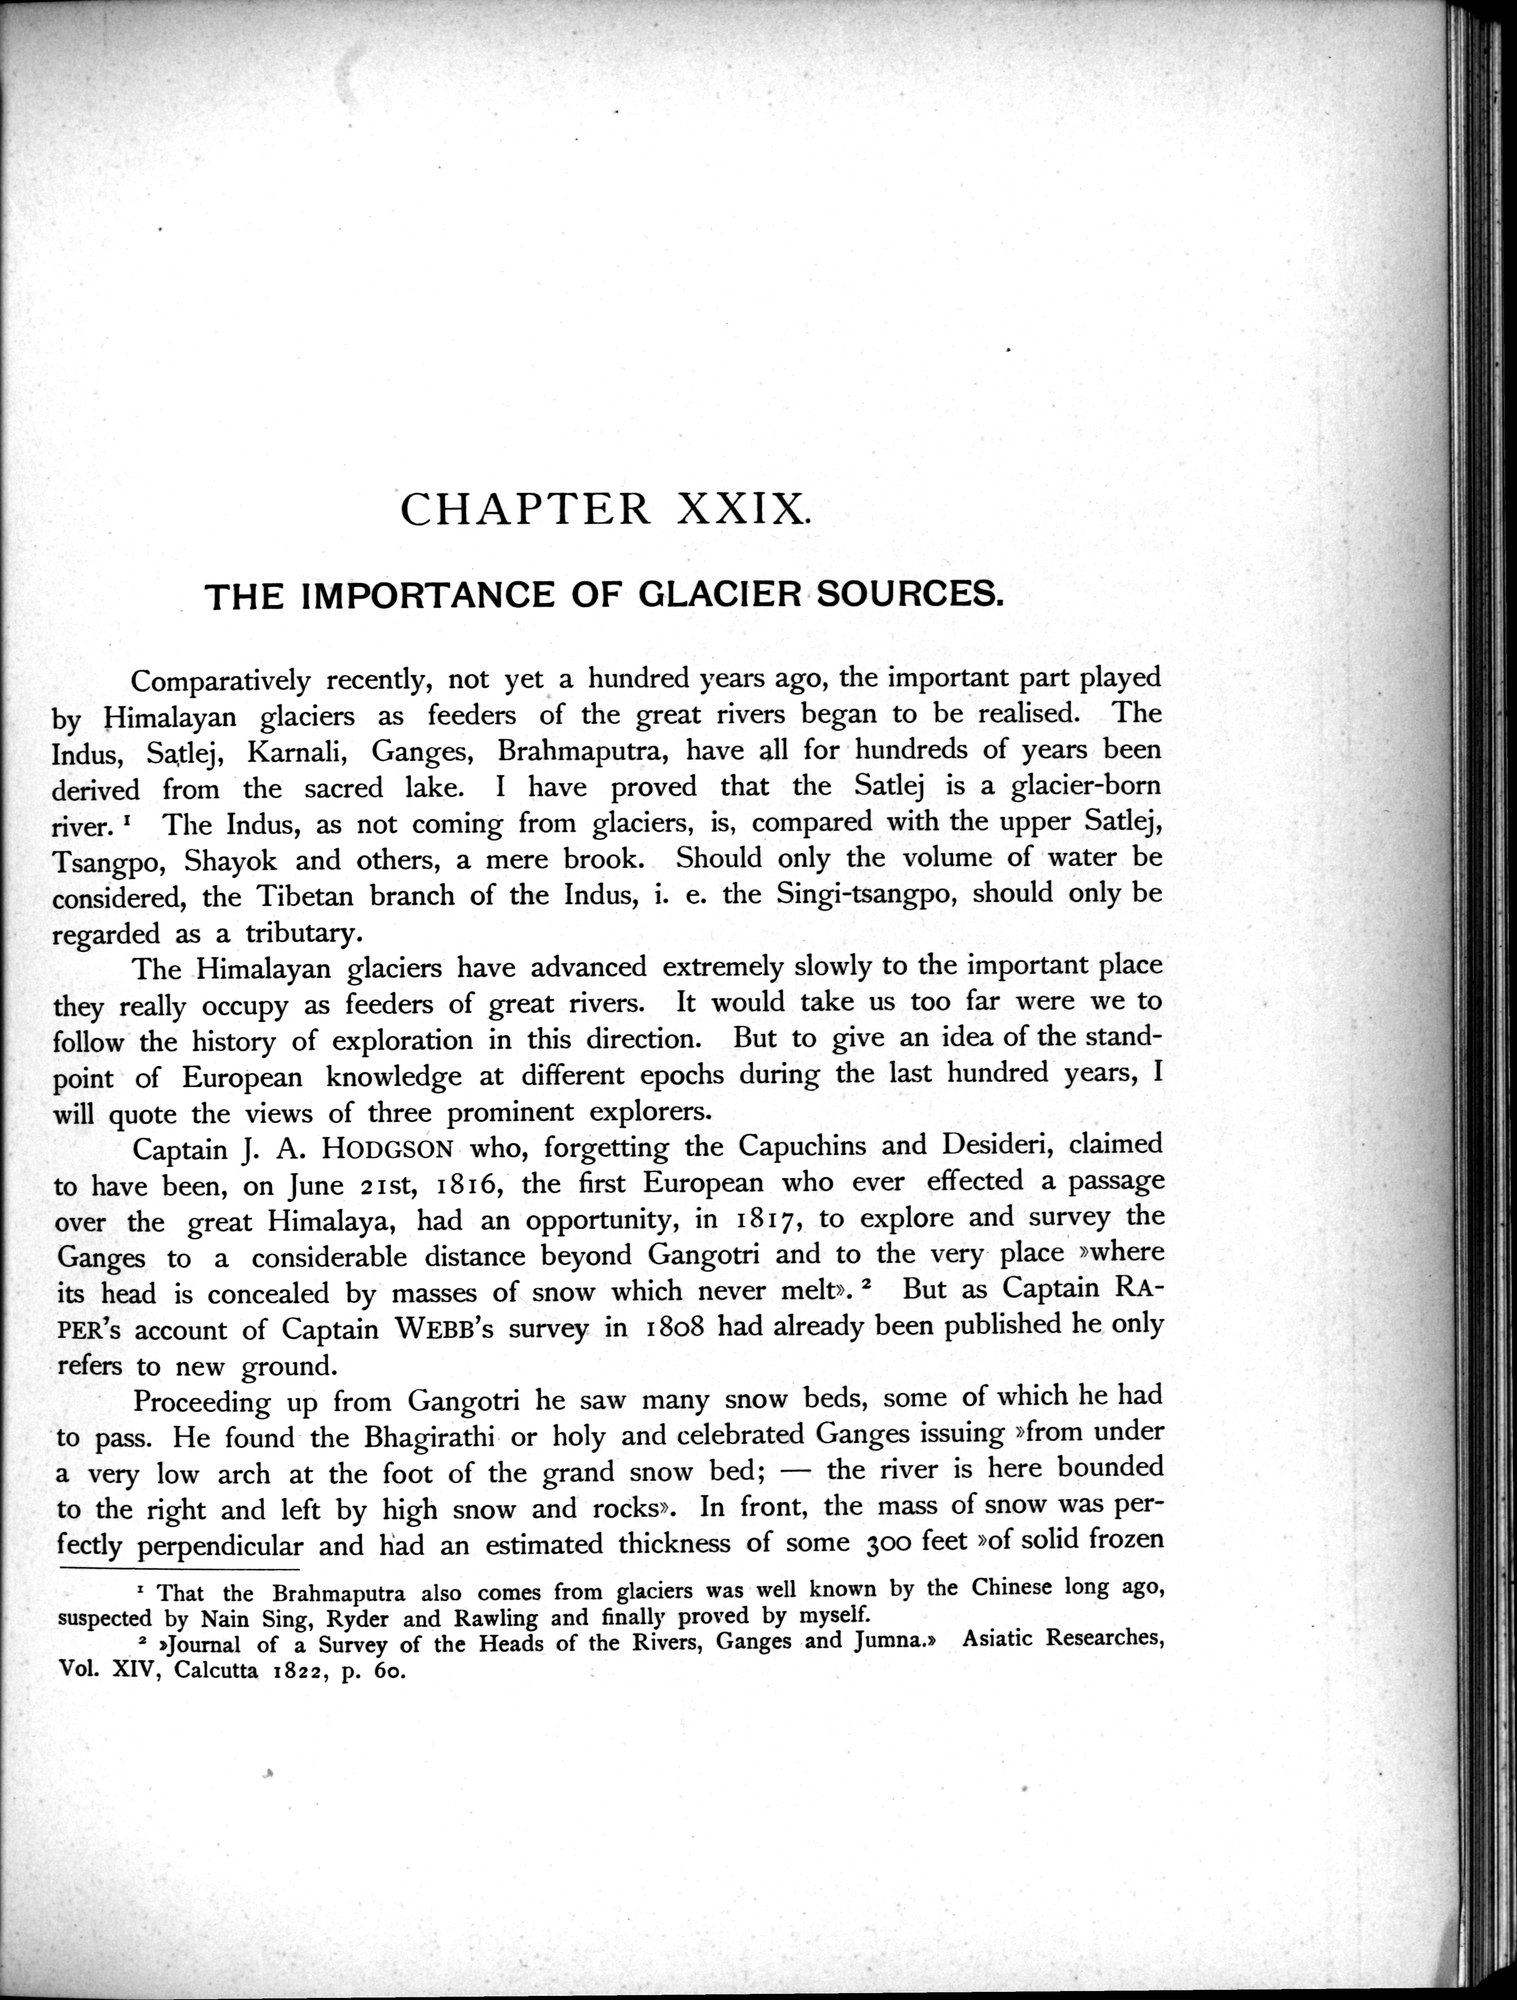 CHAPTER XXIX.
THE IMPORTANCE OF GLACIER SOURCES.
Comparatively recently, not yet a hundred years ago, the important part played
by Himalayan glaciers as feeders of the great rivers began to be realised. The
Indus, Satlej, Karnali, Ganges, Brahmaputra, have all for hundreds of years been
derived from the sacred lake. I have proved that the Satlej is a glacier-born
river. ¹ The Indus, as not coming from glaciers, is, compared with the upper Satlej,
Tsangpo, Shayok and others, a mere brook. Should only the volume of water be
considered, the Tibetan branch of the Indus, i. e. the Singi-tsangpo, should only be
regarded as a tributary.
The Himalayan glaciers have advanced extremely slowly to the important place
they really occupy as feeders of great rivers. It would take us too far were we to
follow the history of exploration in this direction. But to give an idea of the stand-
point of European knowledge at different epochs during the last hundred years, I
will quote the views of three prominent explorers.
Captain J. A. HODGSON who, forgetting the Capuchins and Desideri, claimed
to have been, on June 21st, 1816, the first European who ever effected a passage
over the great Himalaya, had an opportunity, in 1817, to explore and survey the
Ganges to a considerable distance beyond Gangotri and to the very place »where
its head is concealed by masses of snow which never melt». ² But as Captain RA-
PER's account of Captain WEBB's survey in 1808 had already been published he only
refers to new ground.
Proceeding up from Gangotri he saw many snow beds, some of which he had
to pass. He found the Bhagirathi or holy and celebrated Ganges issuing »from under
a very low arch at the foot of the grand snow bed; — the river is here bounded
to the right and left by high snow and rocks». In front, the mass of snow was per-
fectly perpendicular and had an estimated thickness of some 300 feet »of solid frozen
¹ That the Brahmaputra also comes from glaciers was well known by the Chinese long ago,
suspected by Nain Sing, Ryder and Rawling and finally proved by myself.
² »Journal of a Survey of the Heads of the Rivers, Ganges and Jumna.» Asiatic Researches,
Vol. XIV, Calcutta 1822, p. 60.